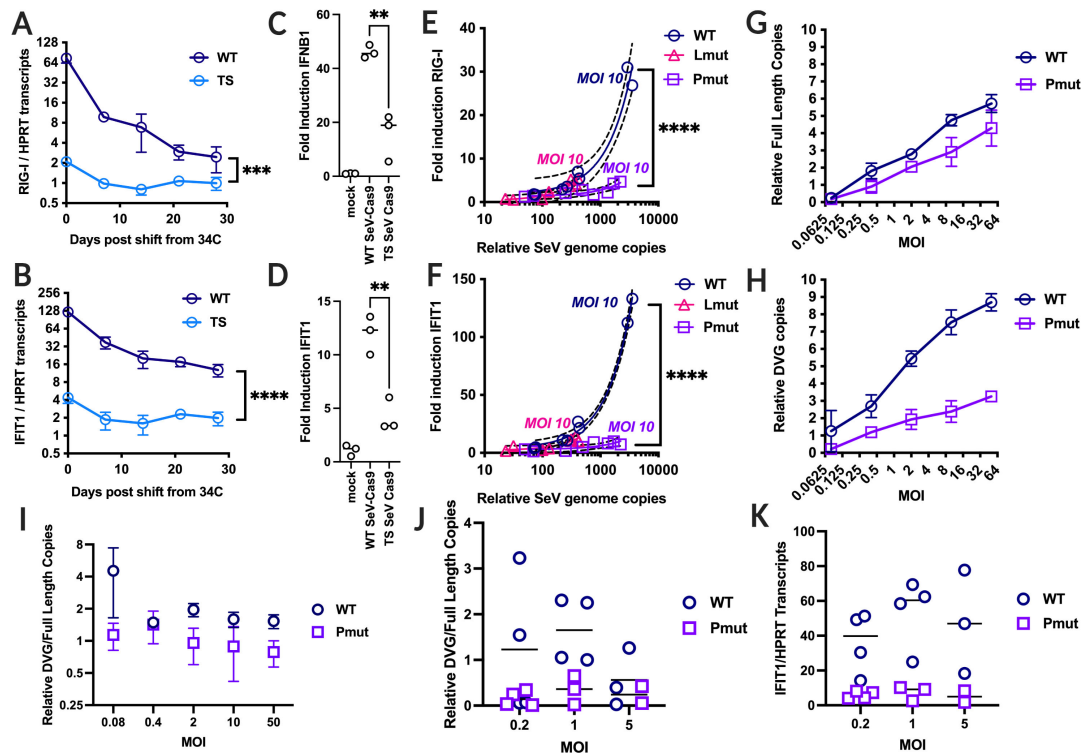 A
RIG-I / HPRT transcripts
128
64
32
16
8
4
2
1
0.5
0
10
20
30
Days post shift from 34C
WT
TS
***
C
Fold Induction IFNB1
60
40
20
0
**
mock
WT SeV-Cas9
TS SeV Cas9
E
Fold induction RIG-I
40
30
20
10
0
10
100
1000
10000
Relative SeV genome copies
WT
Lmut
Pmut
MOI 10
MOI 10
MOI 10
****
G
Relative Full Length Copies
10
9
8
7
6
5
4
3
2
1
0
0.0625
0.125
0.25
0.5
1
2
4
8
16
32
64
MOI
WT
Pmut
B
IFIT1 / HPRT transcripts
256
128
64
32
16
8
4
2
1
0.5
0
10
20
30
Days post shift from 34C
WT
TS
****
D
Fold Induction IFIT1
15
10
5
0
**
mock
WT SeV-Cas9
TS SeV Cas9
F
Fold induction IFIT1
150
100
50
0
10
100
1000
10000
Relative SeV genome copies
WT
Lmut
Pmut
MOI 10
MOI 10
MOI 10
****
H
Relative DVG copies
10
9
8
7
6
5
4
3
2
1
0
0.0625
0.125
0.25
0.5
1
2
4
8
16
32
64
MOI
WT
Pmut
I
Relative DVG/Full Length Copies
8
4
2
1
0.5
0.25
0.08
0.4
2
10
50
MOI
WT
Pmut
J
Relative DVG/Full Length Copies
4
3
2
1
0
0.2
1
5
MOI
WT
Pmut
K
IFIT1/HPRT Transcripts
100
80
60
40
20
0
0.2
1
5
MOI
WT
Pmut